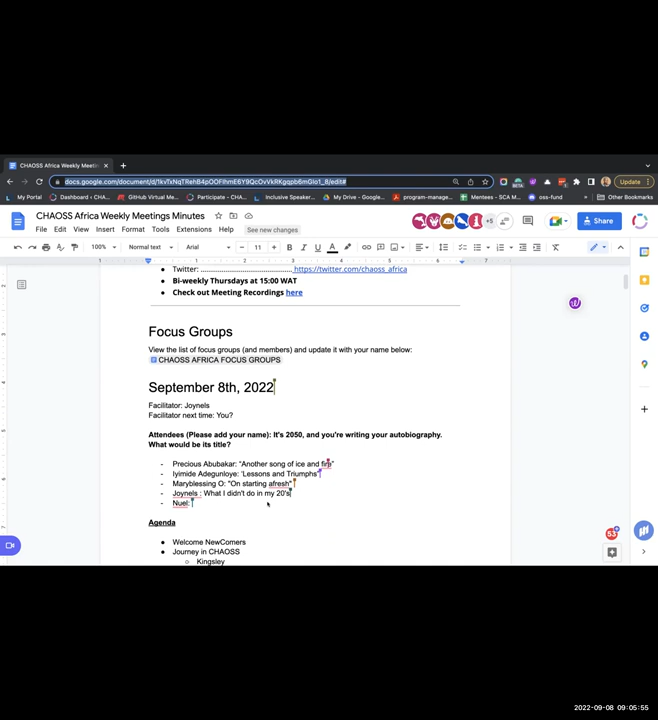 CHAOSS Africa Weekly Meetin
docs.google.com/document/d/
Update
My Portal
Dashboard ‹ CHA...
GitHub Virtual Me...
Participate – CHA...
Inclusive Speaker...
My Drive – Google...
program-manage...
Mentees – SCA M...
oss-fund
»
Other Bookmarks
CHAOSS Africa Weekly Meetings Minutes
File Edit View Insert Format Tools Extensions Help
See new changes
+5
Share
100%
Normal text
Arial
11
Twitter: https://twitter.com/chaoss_africa
● Bi-weekly Thursdays at 15:00 WAT
● Check out Meeting Recordings here
Focus Groups
View the list of focus groups (and members) and update it with your name below:
CHAOSS AFRICA FOCUS GROUPS
September 8th, 2022
Facilitator: Joynels
Facilitator next time: You?
Attendees (Please add your name): It's 2050, and you're writing your autobiography.
What would be its title?
- Precious Abubakar: "Another song of ice and fire"
- Iyimide Adegunloye: 'Lessons and Triumphs'
- Maryblessing O: "On starting afresh"
- Joynels : What I didn't do in my 20's
- Nuel:
Agenda
● Welcome NewComers
● Journey in CHAOSS
○ Kingsley
53
2022-09-08 09:05:55